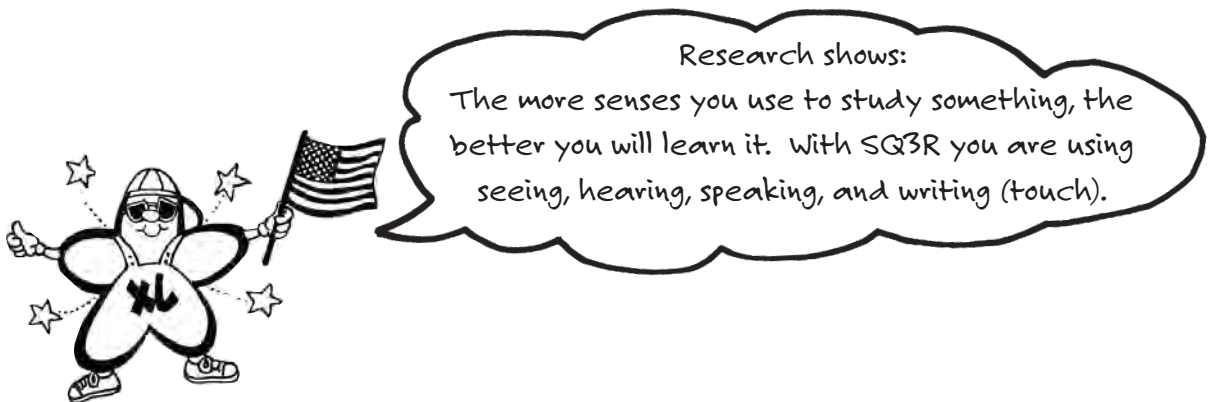 Research shows:
The more senses you use to study something, the
better you will learn it. With SQ3R you are using
seeing, hearing, speaking, and writing (touch).
XL